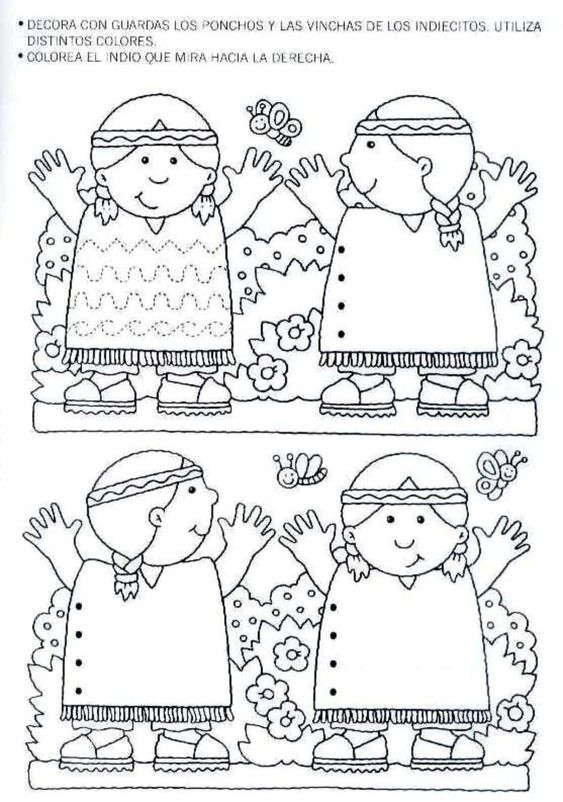 • DECORA CON GUARDAS LOS PONCHOS Y LAS VINCHAS DE LOS INDIECITOS. UTILIZA
DISTINTOS COLORES.
• COLOREA EL INDIO QUE MIRA HACIA LA DERECHA.